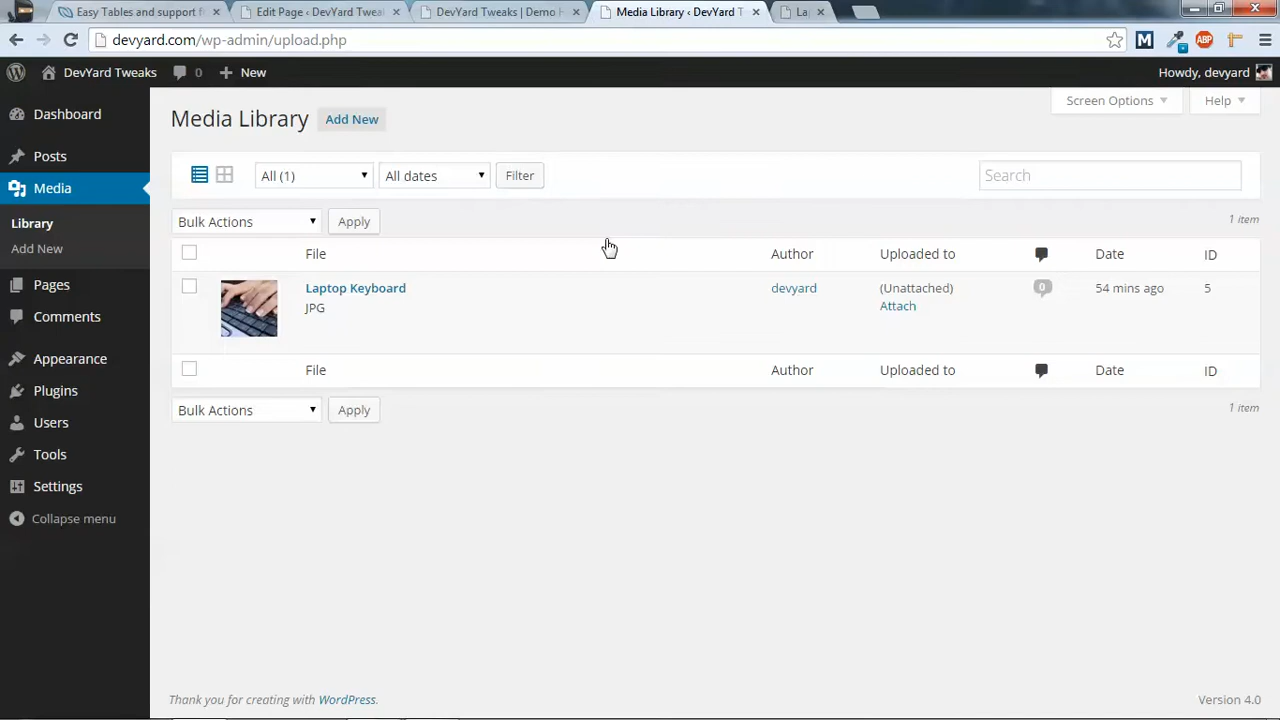 Easy Tables and support f
Edit Page ‹ DevYard Tweak
DevYard Tweaks | Demo H
Media Library ‹ DevYard T
La
devyard.com/wp-admin/upload.php
M
ABP
DevYard Tweaks
0
New
Howdy, devyard
Dashboard
Posts
Media
Library
Add New
Pages
Comments
Appearance
Plugins
Users
Tools
Settings
Collapse menu
Media Library
Add New
Screen Options
Help
All (1)
All dates
Filter
Search
Bulk Actions
Apply
1 item
File
Author
Uploaded to
Date
ID
Laptop Keyboard
JPG
devyard
(Unattached)
Attach
0
54 mins ago
5
File
Author
Uploaded to
Date
ID
Bulk Actions
Apply
1 item
Thank you for creating with WordPress.
Version 4.0